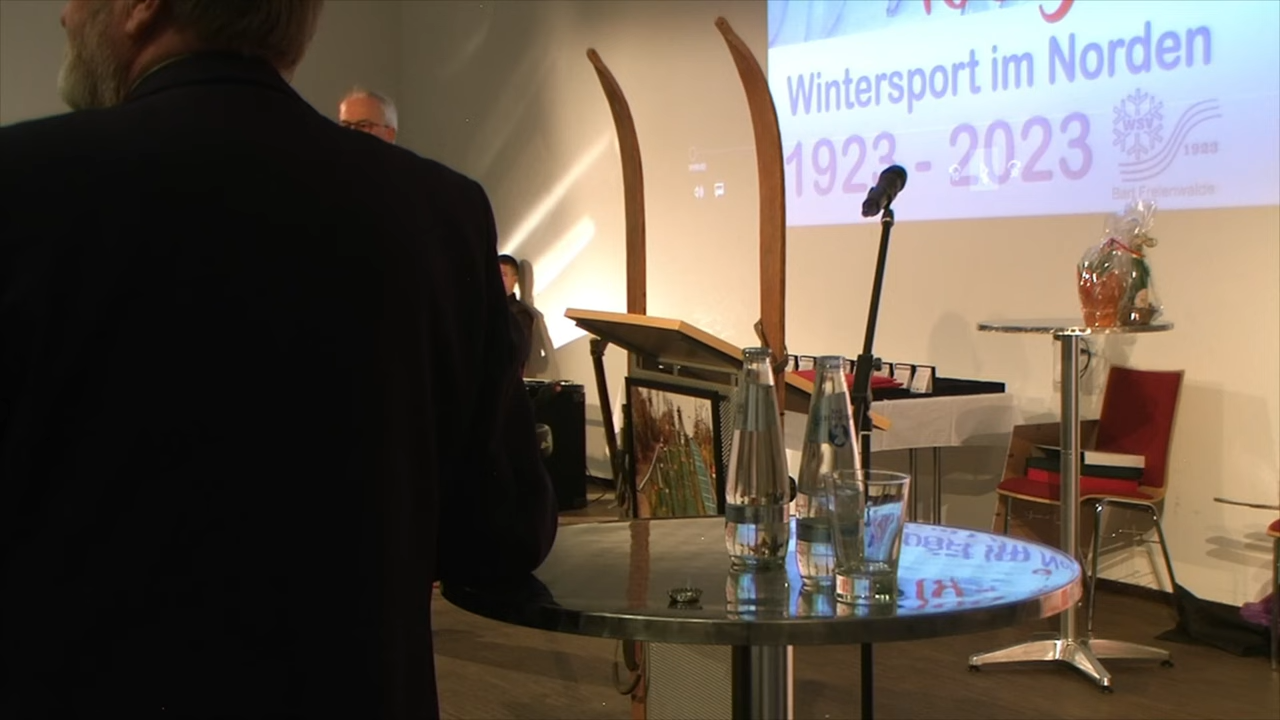 Wintersport im Norden
1923 - 2023
WSV
1923
Bad Freienwalde